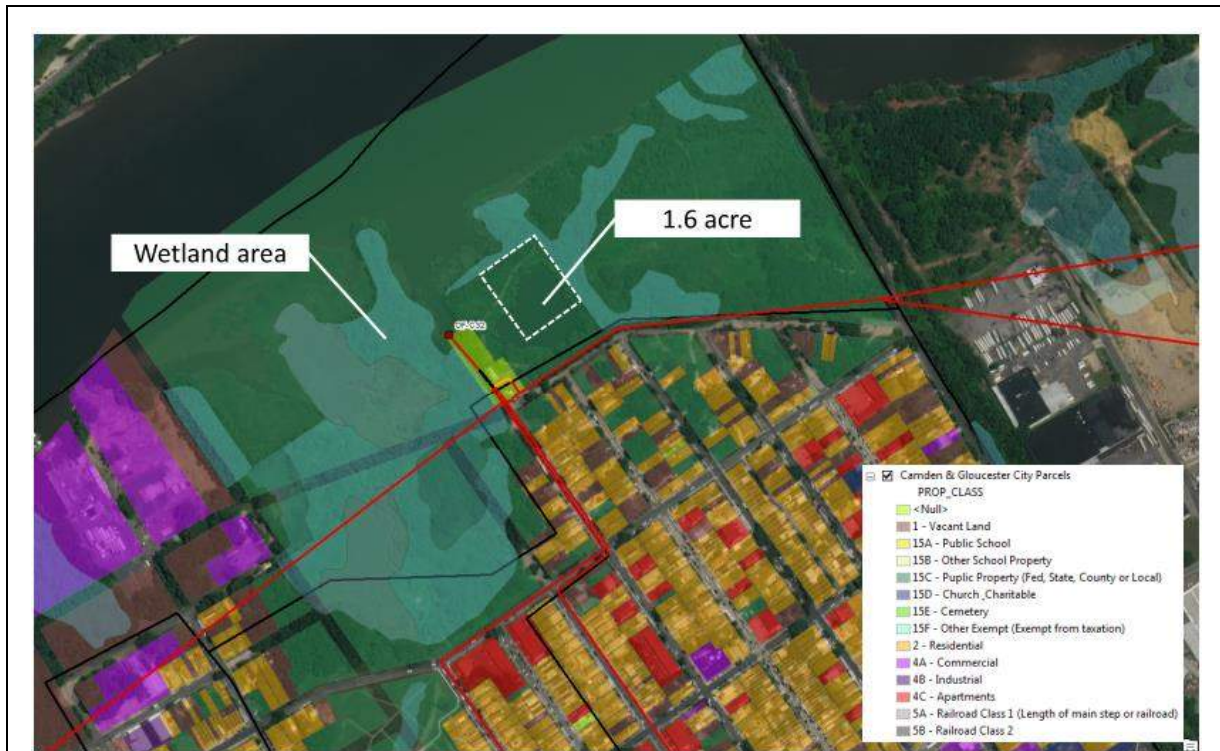 1.6 acre
Wetland area
Camden & Gloucester City Parcels
PROP_CLASS
<Null>
1 - Vacant Land
15A - Public School
15B - Other School Property
15C - Puplic Property (Fed, State, County or Local)
15D - Church _Charitable
15E - Cemetery
15F - Other Exempt (Exempt from taxation)
2 - Residential
4A - Commercial
4B - Industrial
4C - Apartments
5A - Railroad Class 1 (Length of main step or railroad)
5B - Railroad Class 2